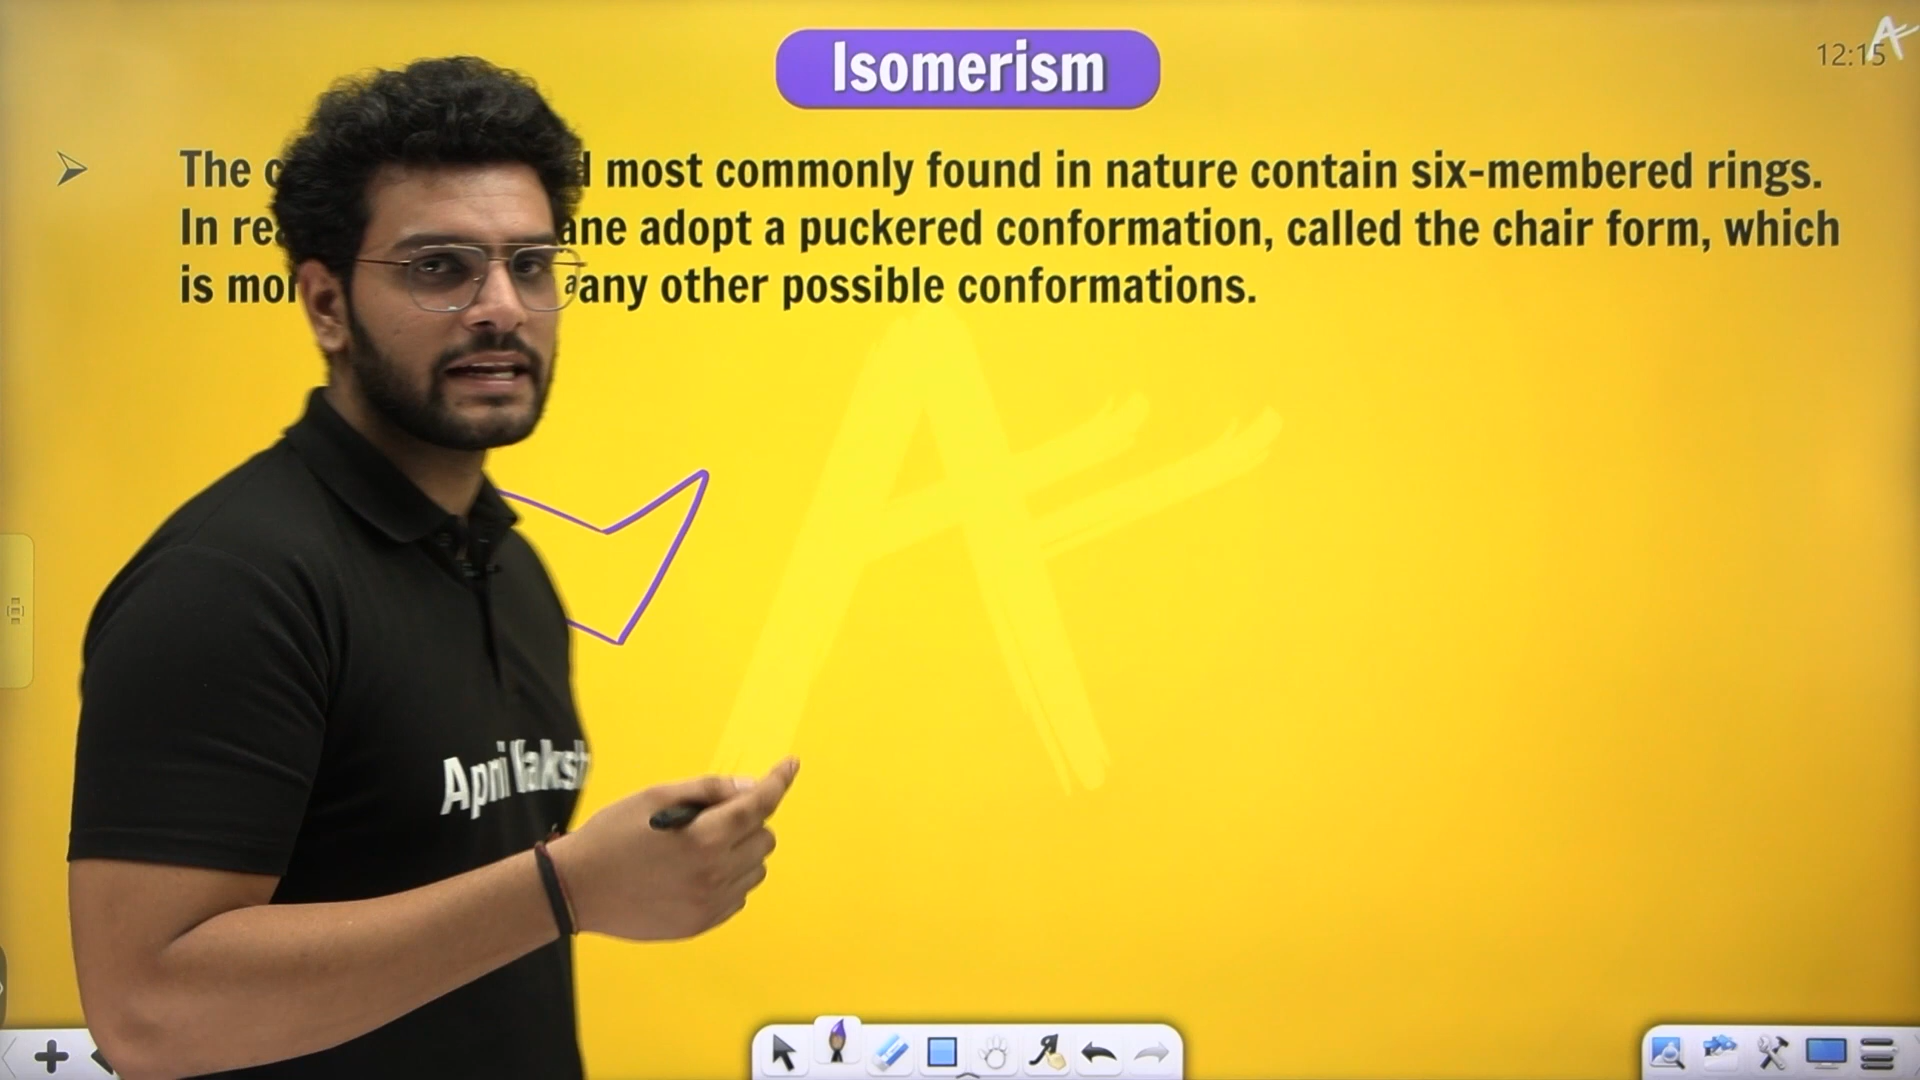 Isomerism
12:15
The most commonly found in nature contain six-membered rings.
In adopt a puckered conformation, called the chair form, which
is any other possible conformations.
Apni